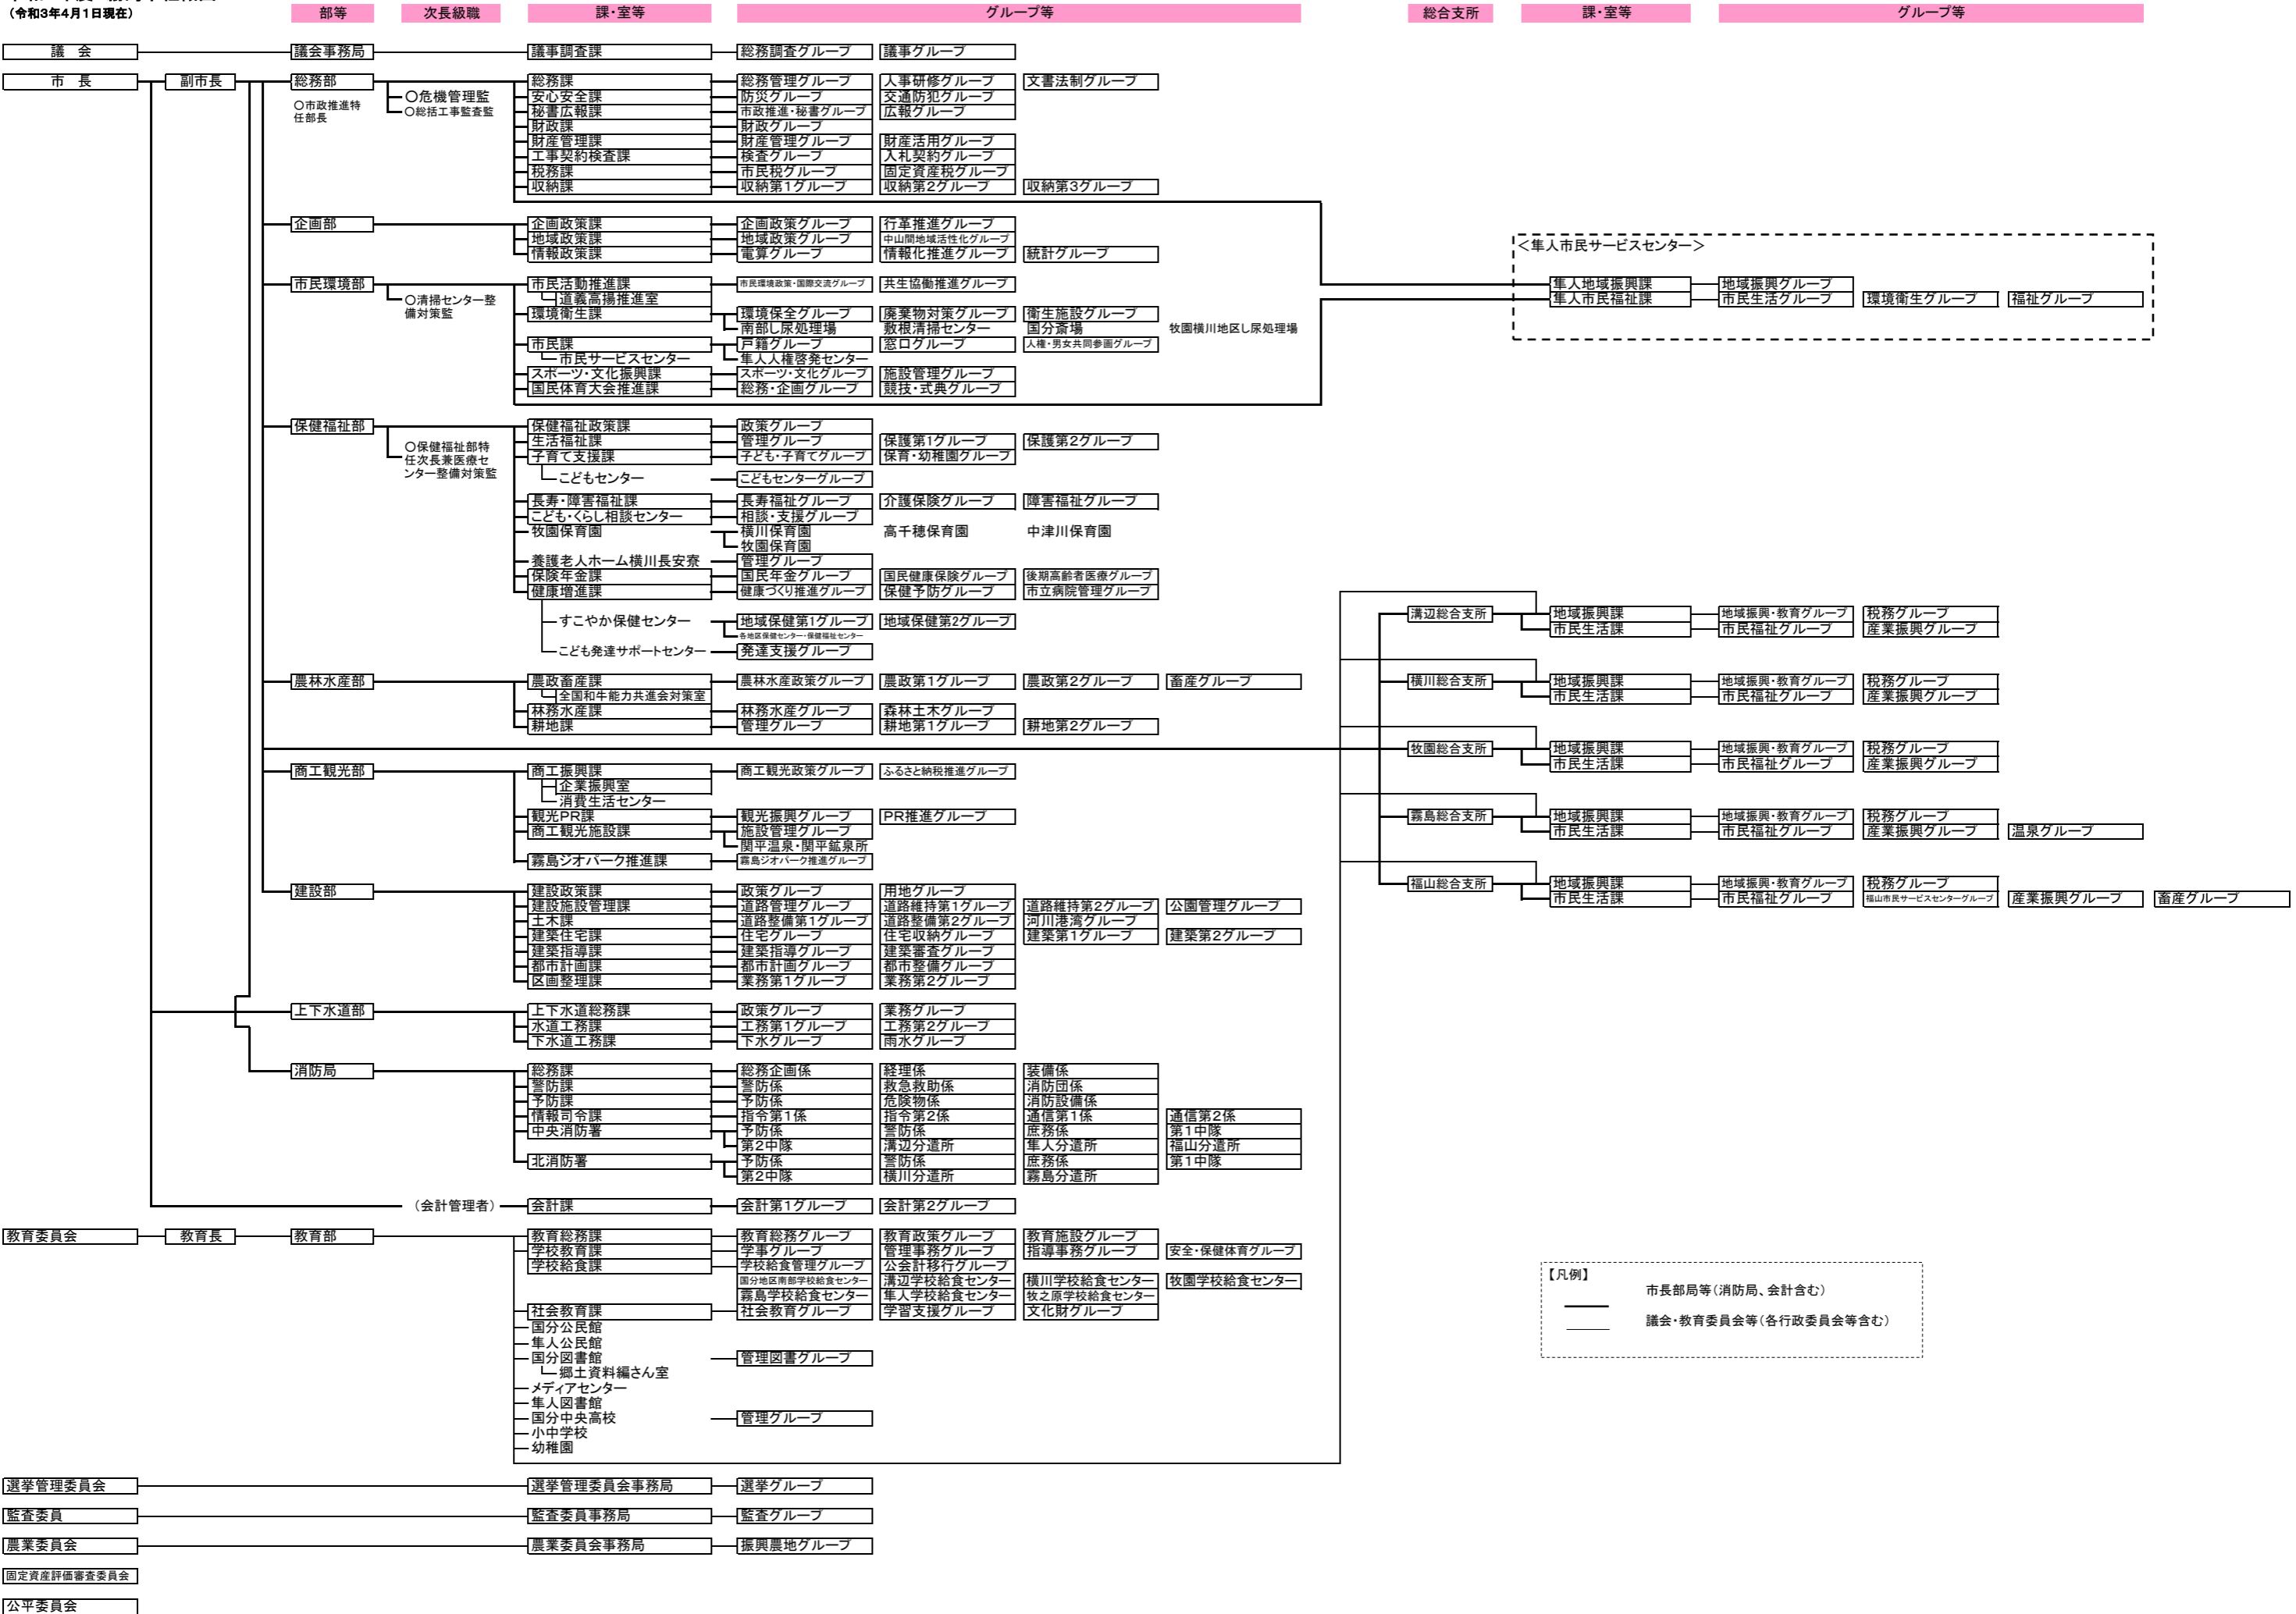 (令和3年4月1日現在)
部等 次長級職 課・室等 グループ等 総合支所 課・室等 グループ等
議 会 議会事務局 議事調査課 総務調査グループ 議事グループ
市 長 副市長 総務部 総務課 総務管理グループ 人事研修グループ 文書法制グループ
○市政推進特任部長
○危機管理監 安心安全課 防災グループ 交通防犯グループ
○総括工事監査監 秘書広報課 市政推進・秘書グループ 広報グループ
財政課 財政グループ
財産管理課 財産管理グループ 財産活用グループ
工事契約検査課 検査グループ 入札契約グループ
税務課 市民税グループ 固定資産税グループ
収納課 収納第1グループ 収納第2グループ 収納第3グループ
企画部 企画政策課 企画政策グループ 行革推進グループ
地域政策課 地域政策グループ 中山間地域活性化グループ
情報政策課 電算グループ 情報化推進グループ 統計グループ
<隼人市民サービスセンター>
市民環境部 市民活動推進課 市民環境政策・国際交流グループ 共生協働推進グループ 隼人地域振興課 地域振興グループ
○清掃センター整備対策監 道義高揚推進室 隼人市民福祉課 市民生活グループ 環境衛生グループ 福祉グループ
環境衛生課 環境保全グループ 廃棄物対策グループ 衛生施設グループ
南部し尿処理場 敷根清掃センター 国分斎場 牧園横川地区し尿処理場
市民課 戸籍グループ 窓口グループ 人権・男女共同参画グループ
市民サービスセンター 隼人人権啓発センター
スポーツ・文化振興課 スポーツ・文化グループ 施設管理グループ
国民体育大会推進課 総務・企画グループ 競技・式典グループ
保健福祉部 保健福祉政策課 政策グループ
○保健福祉部特任次長兼医療センター整備対策監 生活福祉課 管理グループ 保護第1グループ 保護第2グループ
子育て支援課 子ども・子育てグループ 保育・幼稚園グループ
こどもセンター こどもセンターグループ
長寿・障害福祉課 長寿福祉グループ 介護保険グループ 障害福祉グループ
こども・くらし相談センター 相談・支援グループ
牧園保育園 横川保育園 高千穂保育園 中津川保育園
牧園保育園
養護老人ホーム横川長安寮 管理グループ
保険年金課 国民年金グループ 国民健康保険グループ 後期高齢者医療グループ
健康増進課 健康づくり推進グループ 保健予防グループ 市立病院管理グループ
溝辺総合支所 地域振興課 地域振興・教育グループ 税務グループ
すこやか保健センター 地域保健第1グループ 地域保健第2グループ 市民生活課 市民福祉グループ 産業振興グループ
各地区保健センター・保健福祉センター
こども発達サポートセンター 発達支援グループ
農林水産部 農政畜産課 農林水産政策グループ 農政第1グループ 農政第2グループ 畜産グループ 横川総合支所 地域振興課 地域振興・教育グループ 税務グループ
全国和牛能力共進会対策室 市民生活課 市民福祉グループ 産業振興グループ
林務水産課 林務水産グループ 森林土木グループ
耕地課 管理グループ 耕地第1グループ 耕地第2グループ
牧園総合支所 地域振興課 地域振興・教育グループ 税務グループ
市民生活課 市民福祉グループ 産業振興グループ
商工観光部 商工振興課 商工観光政策グループ ふるさと納税推進グループ
企業振興室
消費生活センター
観光PR課 観光振興グループ PR推進グループ 霧島総合支所 地域振興課 地域振興・教育グループ 税務グループ
商工観光施設課 施設管理グループ 市民生活課 市民福祉グループ 産業振興グループ 温泉グループ
関平温泉・関平鉱泉所
霧島ジオパーク推進課 霧島ジオパーク推進グループ
福山総合支所 地域振興課 地域振興・教育グループ 税務グループ
建設部 建設政策課 政策グループ 用地グループ 市民生活課 市民福祉グループ 福山市民サービスセンターグループ 産業振興グループ 畜産グループ
建設施設管理課 道路管理グループ 道路維持第1グループ 道路維持第2グループ 公園管理グループ
土木課 道路整備第1グループ 道路整備第2グループ 河川港湾グループ
建築住宅課 住宅グループ 住宅収納グループ 建築第1グループ 建築第2グループ
建築指導課 建築指導グループ 建築審査グループ
都市計画課 都市計画グループ 都市整備グループ
区画整理課 業務第1グループ 業務第2グループ
上下水道部 上下水道総務課 政策グループ 業務グループ
水道工務課 工務第1グループ 工務第2グループ
下水道工務課 下水グループ 雨水グループ
消防局 総務課 総務企画係 経理係 装備係
警防課 警防係 救急救助係 消防団係
予防課 予防係 危険物係 消防設備係
情報司令課 指令第1係 指令第2係 通信第1係 通信第2係
中央消防署 予防係 警防係 庶務係 第1中隊
第2中隊 溝辺分遣所 隼人分遣所 福山分遣所
北消防署 予防係 警防係 庶務係 第1中隊
第2中隊 横川分遣所 霧島分遣所
(会計管理者) 会計課 会計第1グループ 会計第2グループ
教育委員会 教育長 教育部 教育総務課 教育総務グループ 教育政策グループ 教育施設グループ
学校教育課 学事グループ 管理事務グループ 指導事務グループ 安全・保健体育グループ
学校給食課 学校給食管理グループ 公会計移行グループ
国分地区南部学校給食センター 溝辺学校給食センター 横川学校給食センター 牧園学校給食センター
霧島学校給食センター 隼人学校給食センター 牧之原学校給食センター
社会教育課 社会教育グループ 学習支援グループ 文化財グループ
国分公民館
隼人公民館
国分図書館 管理図書グループ
郷土資料編さん室
メディアセンター
隼人図書館
国分中央高校 管理グループ
小中学校
幼稚園
【凡例】
市長部局等(消防局、会計含む)
議会・教育委員会等(各行政委員会等含む)
選挙管理委員会 選挙管理委員会事務局 選挙グループ
監査委員 監査委員事務局 監査グループ
農業委員会 農業委員会事務局 振興農地グループ
固定資産評価審査委員会
公平委員会